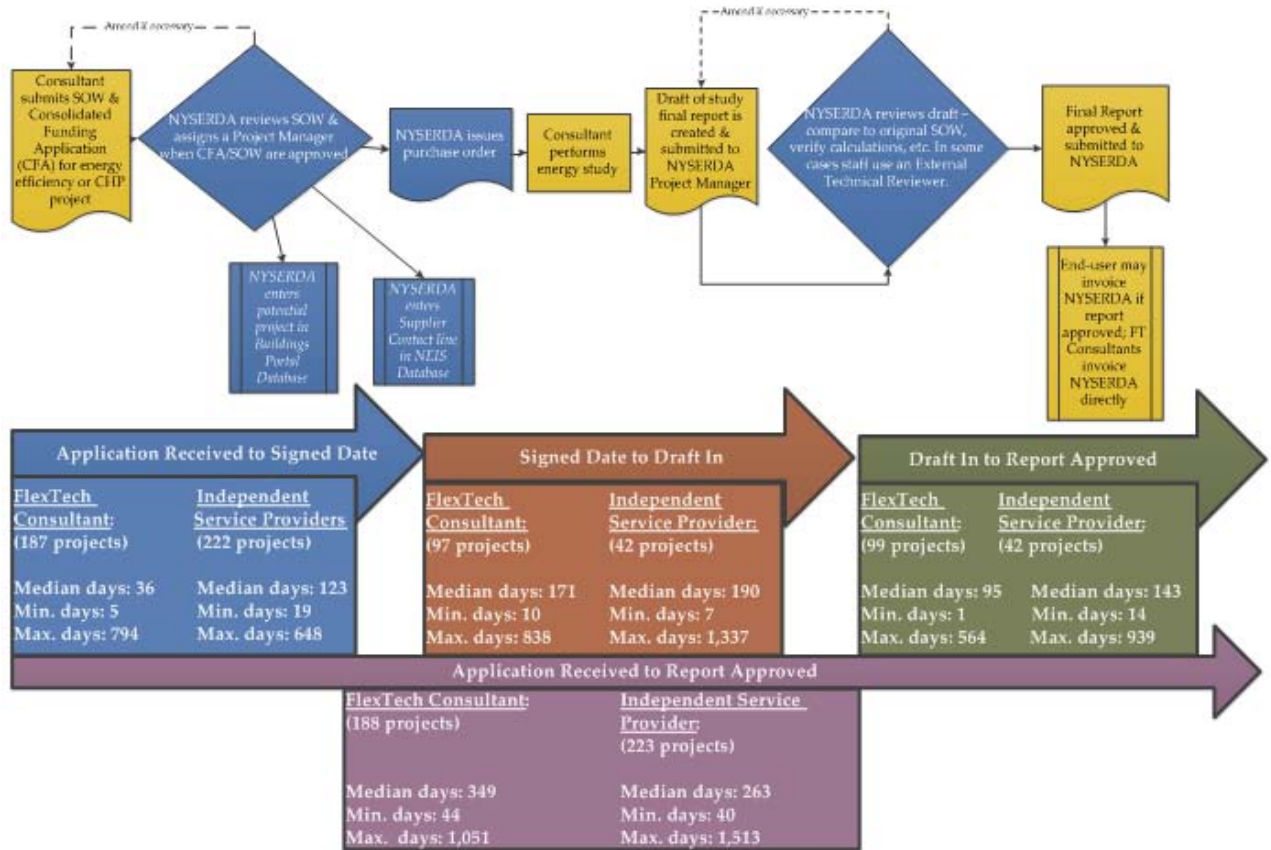 Amend if necessary
Consultant
submits SOW &
Consolidated
Funding
Application
(CFA) for energy
efficiency or CHP
project
NYSERDA reviews SOW &
assigns a Project Manager
when CFA/SOW are approved
NYSERDA issues
purchase order
Consultant
performs
energy study
Amend if necessary
Draft of study
final report is
created &
submitted to
NYSERDA
Project Manager
NYSERDA reviews draft –
compare to original SOW,
verify calculations, etc. In some
cases staff use an External
Technical Reviewer.
Final Report
approved &
submitted to
NYSERDA
NYSERDA
enters
potential
project in
Buildings
Portal
Database
NYSERDA
enters
Supplier
Contact line
in NEIS
Database
End-user may
invoice
NYSERDA if
report
approved; FT
Consultants
invoice
NYSERDA
directly
Application Received to Signed Date
FlexTech
Consultant:
(187 projects)
Median days: 36
Min. days: 5
Max. days: 794
Independent
Service Providers
(222 projects)
Median days: 123
Min. days: 19
Max. days: 648
Signed Date to Draft In
FlexTech
Consultant:
(97 projects)
Median days: 171
Min. days: 10
Max. days: 838
Independent
Service Provider:
(42 projects)
Median days: 190
Min. days: 7
Max. days: 1,337
Draft In to Report Approved
FlexTech
Consultant:
(99 projects)
Median days: 95
Min. days: 1
Max. days: 564
Independent
Service Provider:
(42 projects)
Median days: 143
Min. days: 14
Max. days: 939
Application Received to Report Approved
FlexTech Consultant:
(188 projects)
Median days: 349
Min. days: 44
Max. days: 1,051
Independent Service
Provider:
(223 projects)
Median days: 263
Min. days: 40
Max. days: 1,513